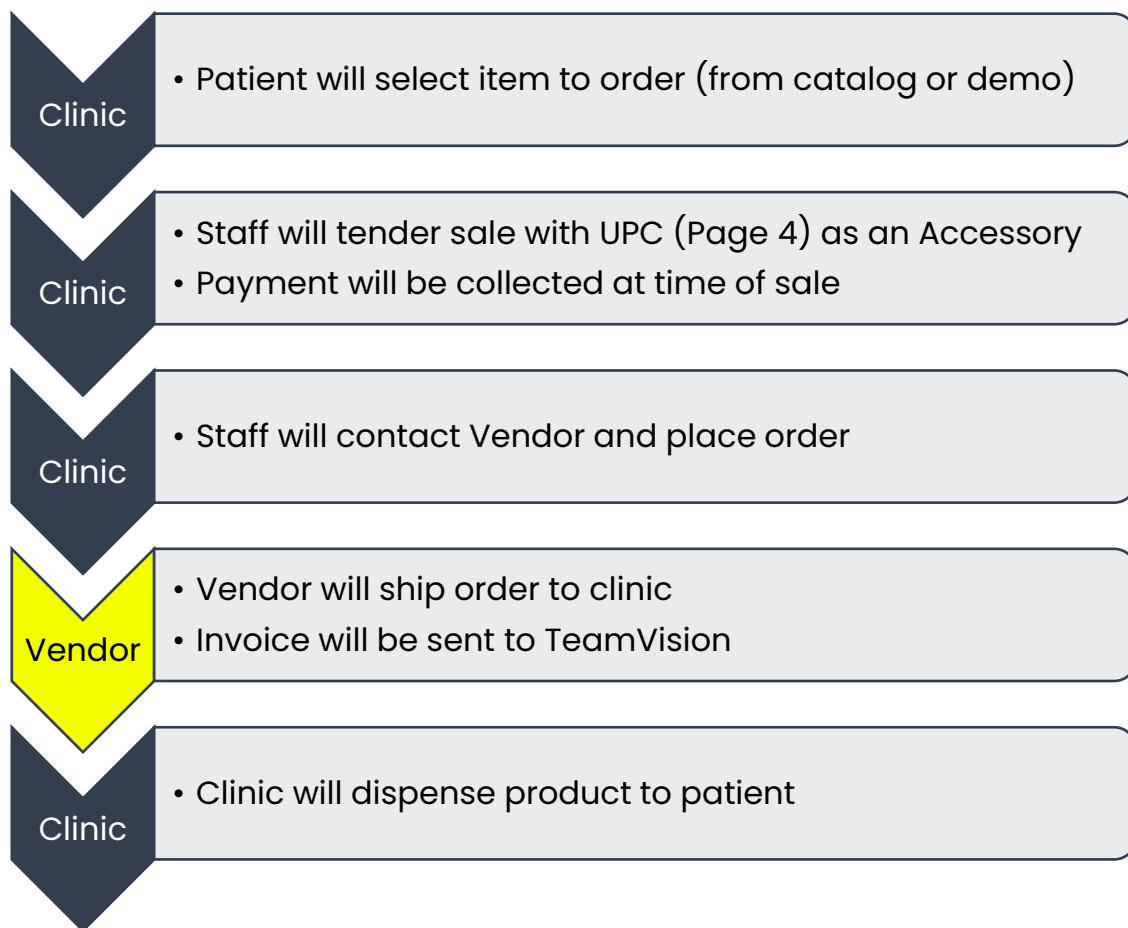 Clinic
• Patient will select item to order (from catalog or demo)
Clinic
• Staff will tender sale with UPC (Page 4) as an Accessory
• Payment will be collected at time of sale
Clinic
• Staff will contact Vendor and place order
Vendor
• Vendor will ship order to clinic
• Invoice will be sent to TeamVision
Clinic
• Clinic will dispense product to patient